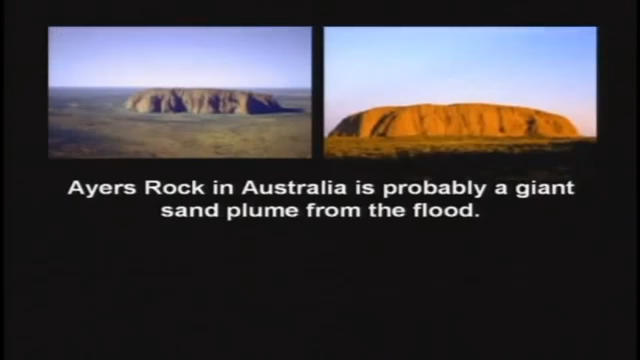 Ayers Rock in Australia is probably a giant
sand plume from the flood.